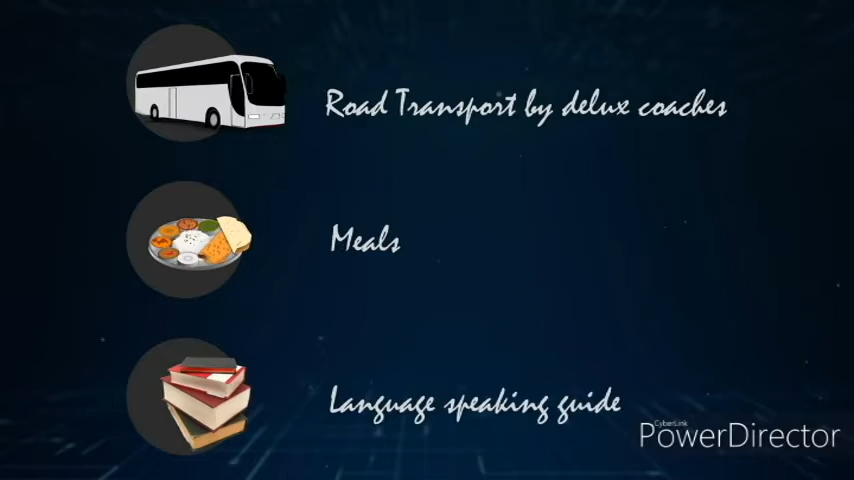 Road Transport by delux coaches
Meals
Language speaking guide
CyberLink
PowerDirector